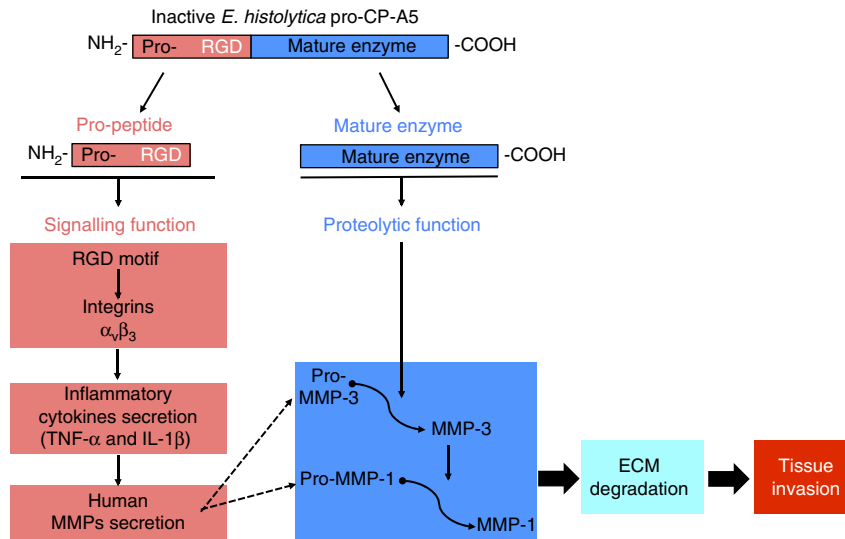 Inactive E. histolytica pro-CP-A5
NH2- Pro- RGD Mature enzyme -COOH
Pro-peptide
Mature enzyme
NH2- Pro- RGD
Mature enzyme -COOH
Signalling function
Proteolytic function
RGD motif
Integrins
αvβ3
Inflammatory
cytokines secretion
(TNF-α and IL-1β)
Human
MMPs secretion
Pro-
MMP-3
MMP-3
Pro-MMP-1
MMP-1
ECM
degradation
Tissue
invasion